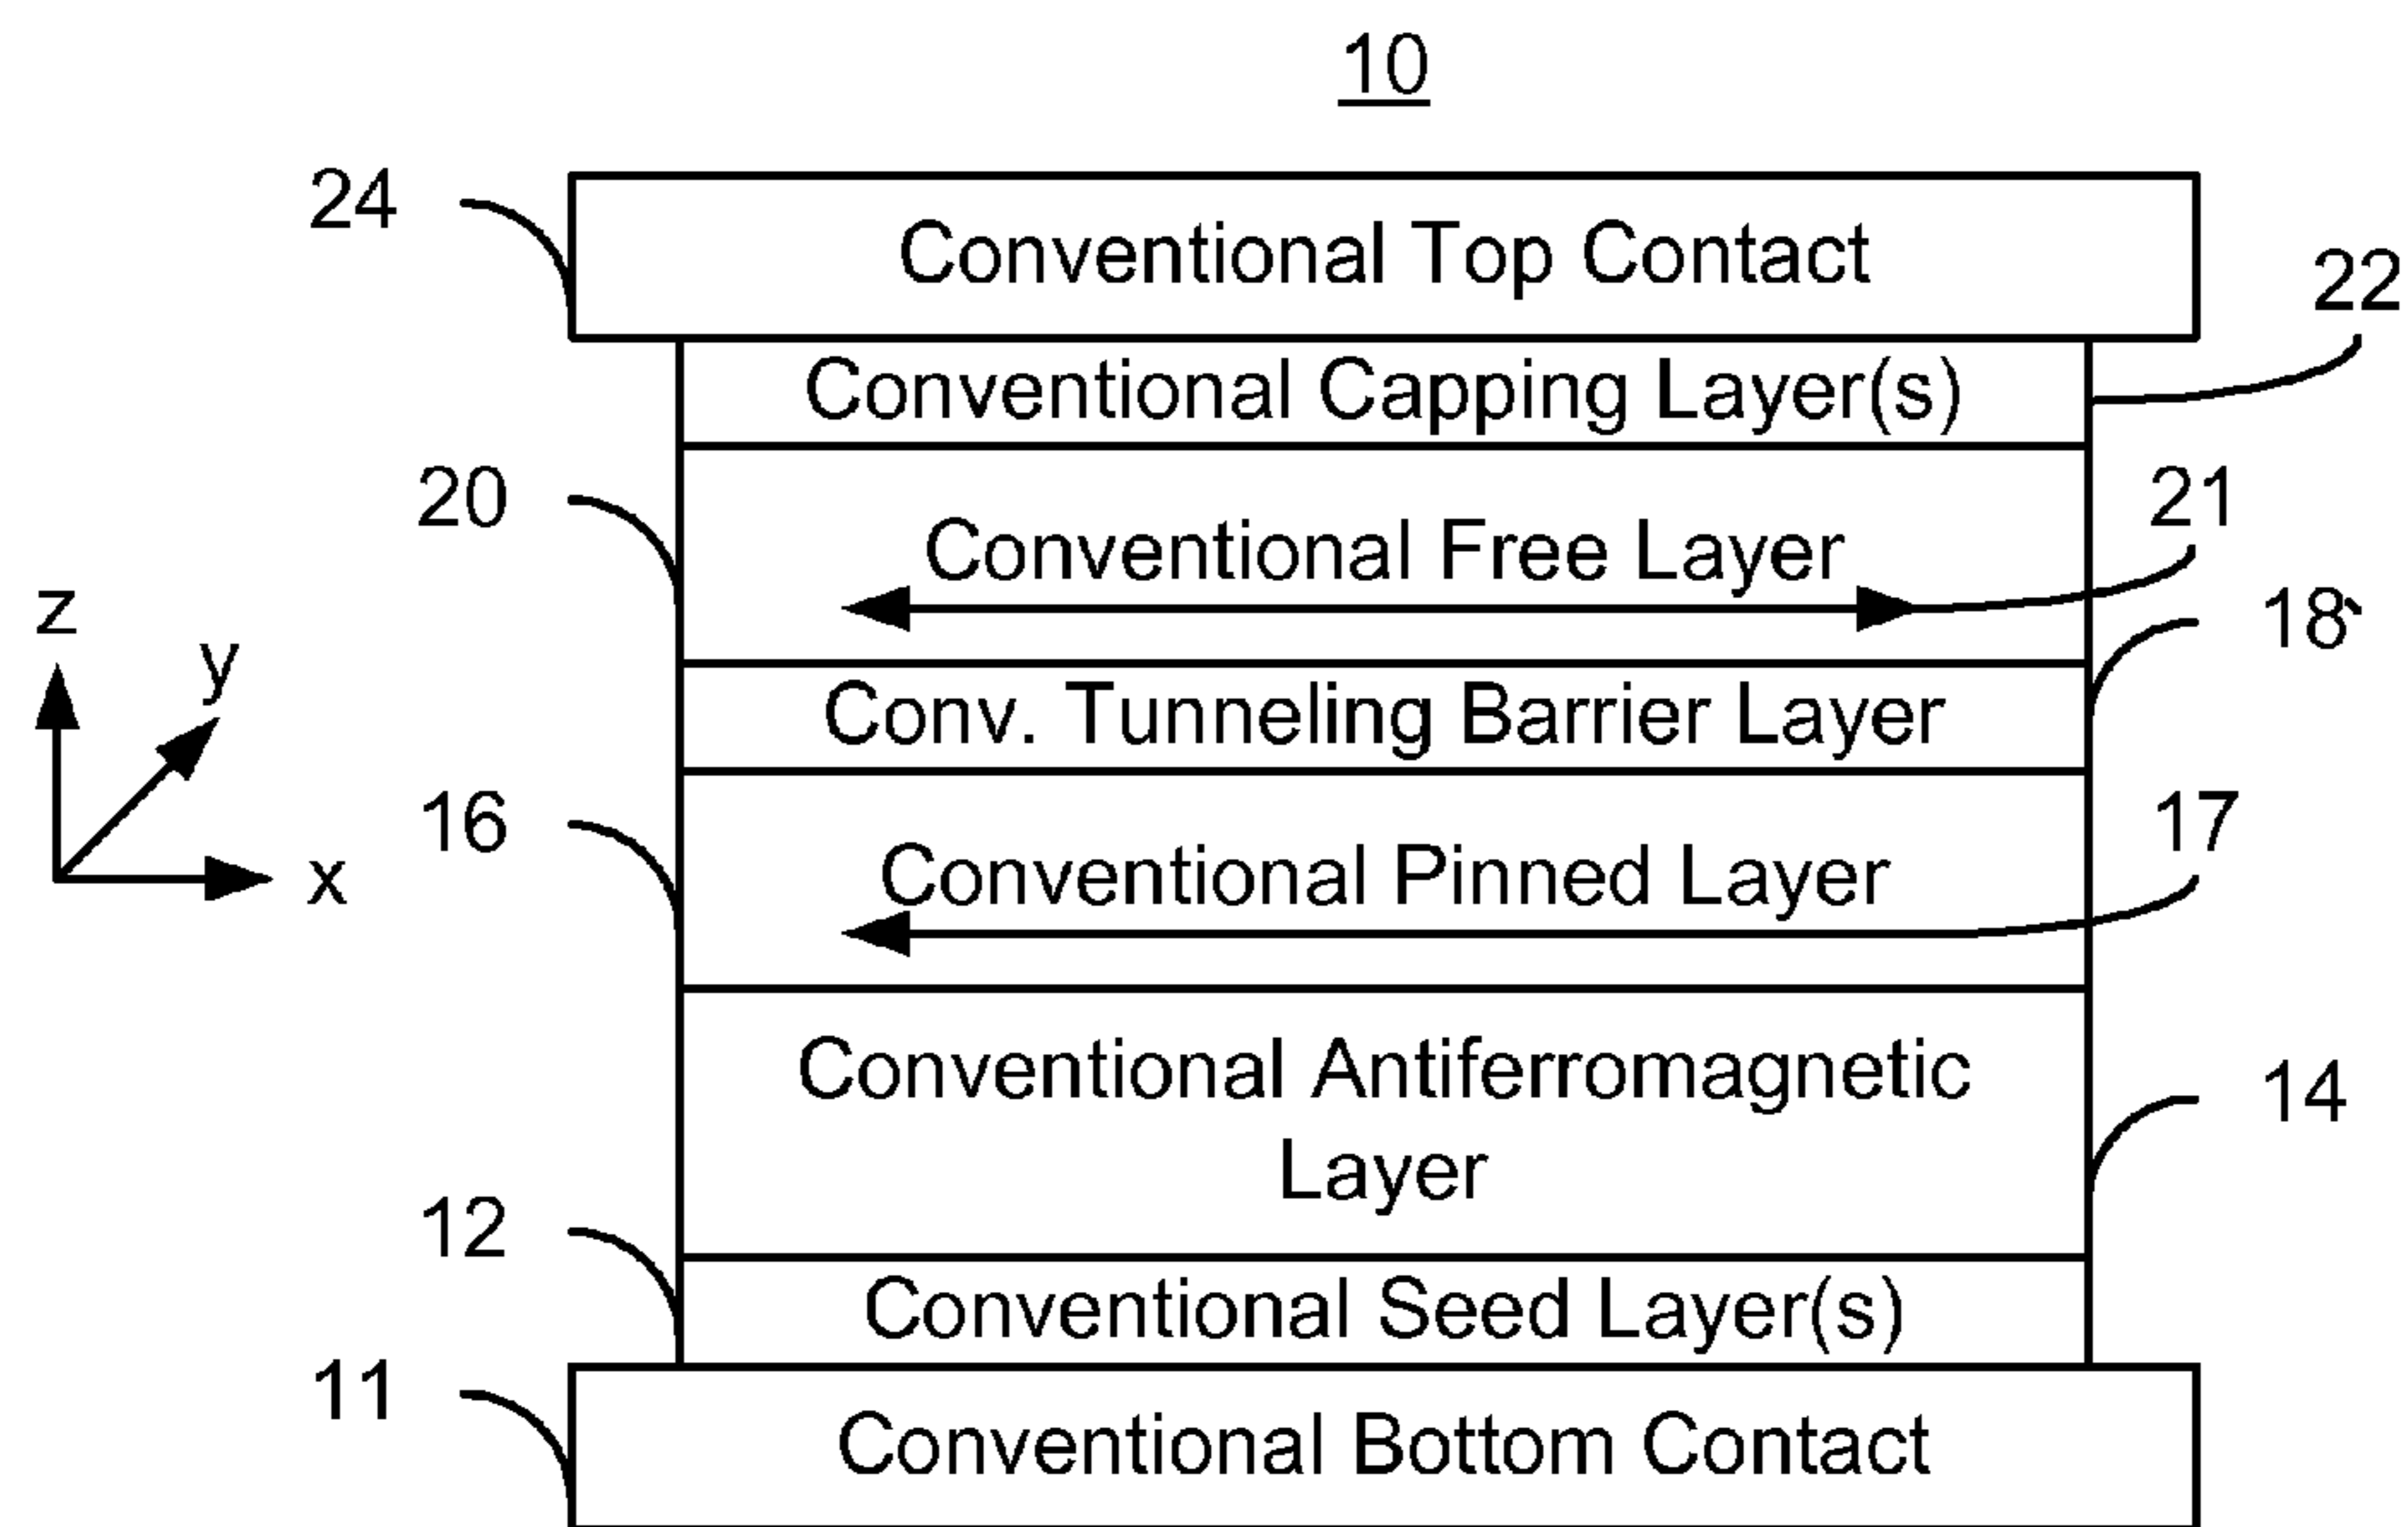 10
24
Conventional Top Contact
22
Conventional Capping Layer(s)
20
21
Conventional Free Layer
18
z
y
Conv. Tunneling Barrier Layer
16
17
Conventional Pinned Layer
x
Conventional Antiferromagnetic
Layer
14
12
Conventional Seed Layer(s)
11
Conventional Bottom Contact